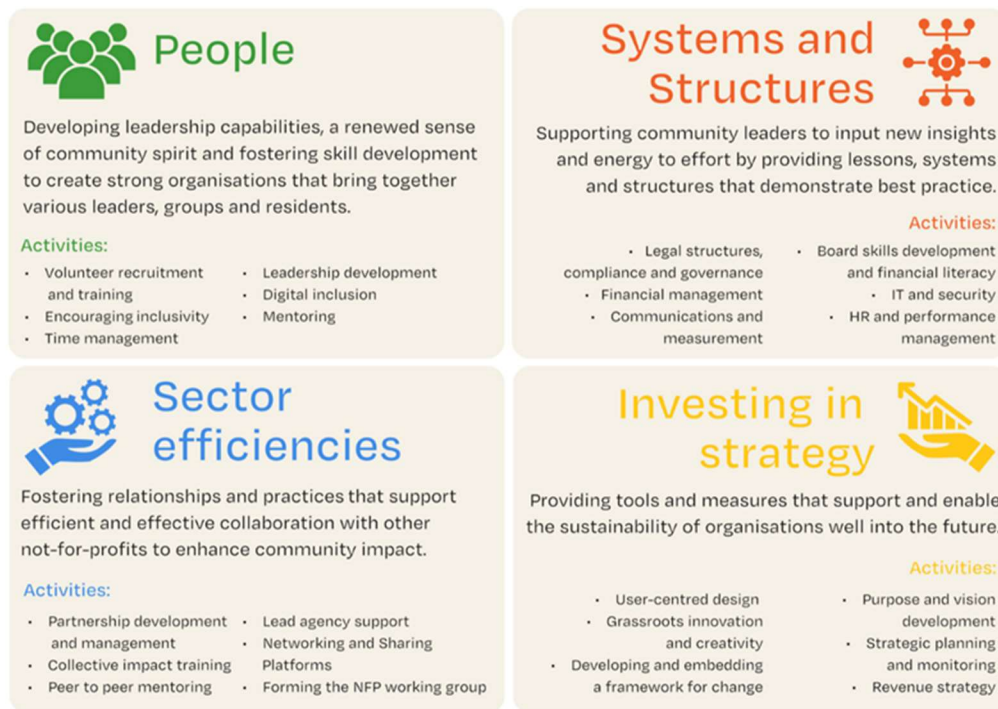 People
Developing leadership capabilities, a renewed sense
of community spirit and fostering skill development
to create strong organisations that bring together
various leaders, groups and residents.
Activities:
• Volunteer recruitment
and training
• Encouraging inclusivity
• Time management
• Leadership development
• Digital inclusion
• Mentoring
Systems and
Structures
Supporting community leaders to input new insights
and energy to effort by providing lessons, systems
and structures that demonstrate best practice.
Activities:
• Legal structures,
compliance and governance
• Financial management
• Communications and
measurement
• Board skills development
and financial literacy
• IT and security
• HR and performance
management
Sector
efficiencies
Fostering relationships and practices that support
efficient and effective collaboration with other
not-for-profits to enhance community impact.
Activities:
• Partnership development
and management
• Collective impact training
• Peer to peer mentoring
• Lead agency support
• Networking and Sharing
Platforms
• Forming the NFP working group
Investing in
strategy
Providing tools and measures that support and enable
the sustainability of organisations well into the future.
Activities:
• User-centred design
• Grassroots innovation
and creativity
• Developing and embedding
a framework for change
• Purpose and vision
development
• Strategic planning
and monitoring
• Revenue strategy